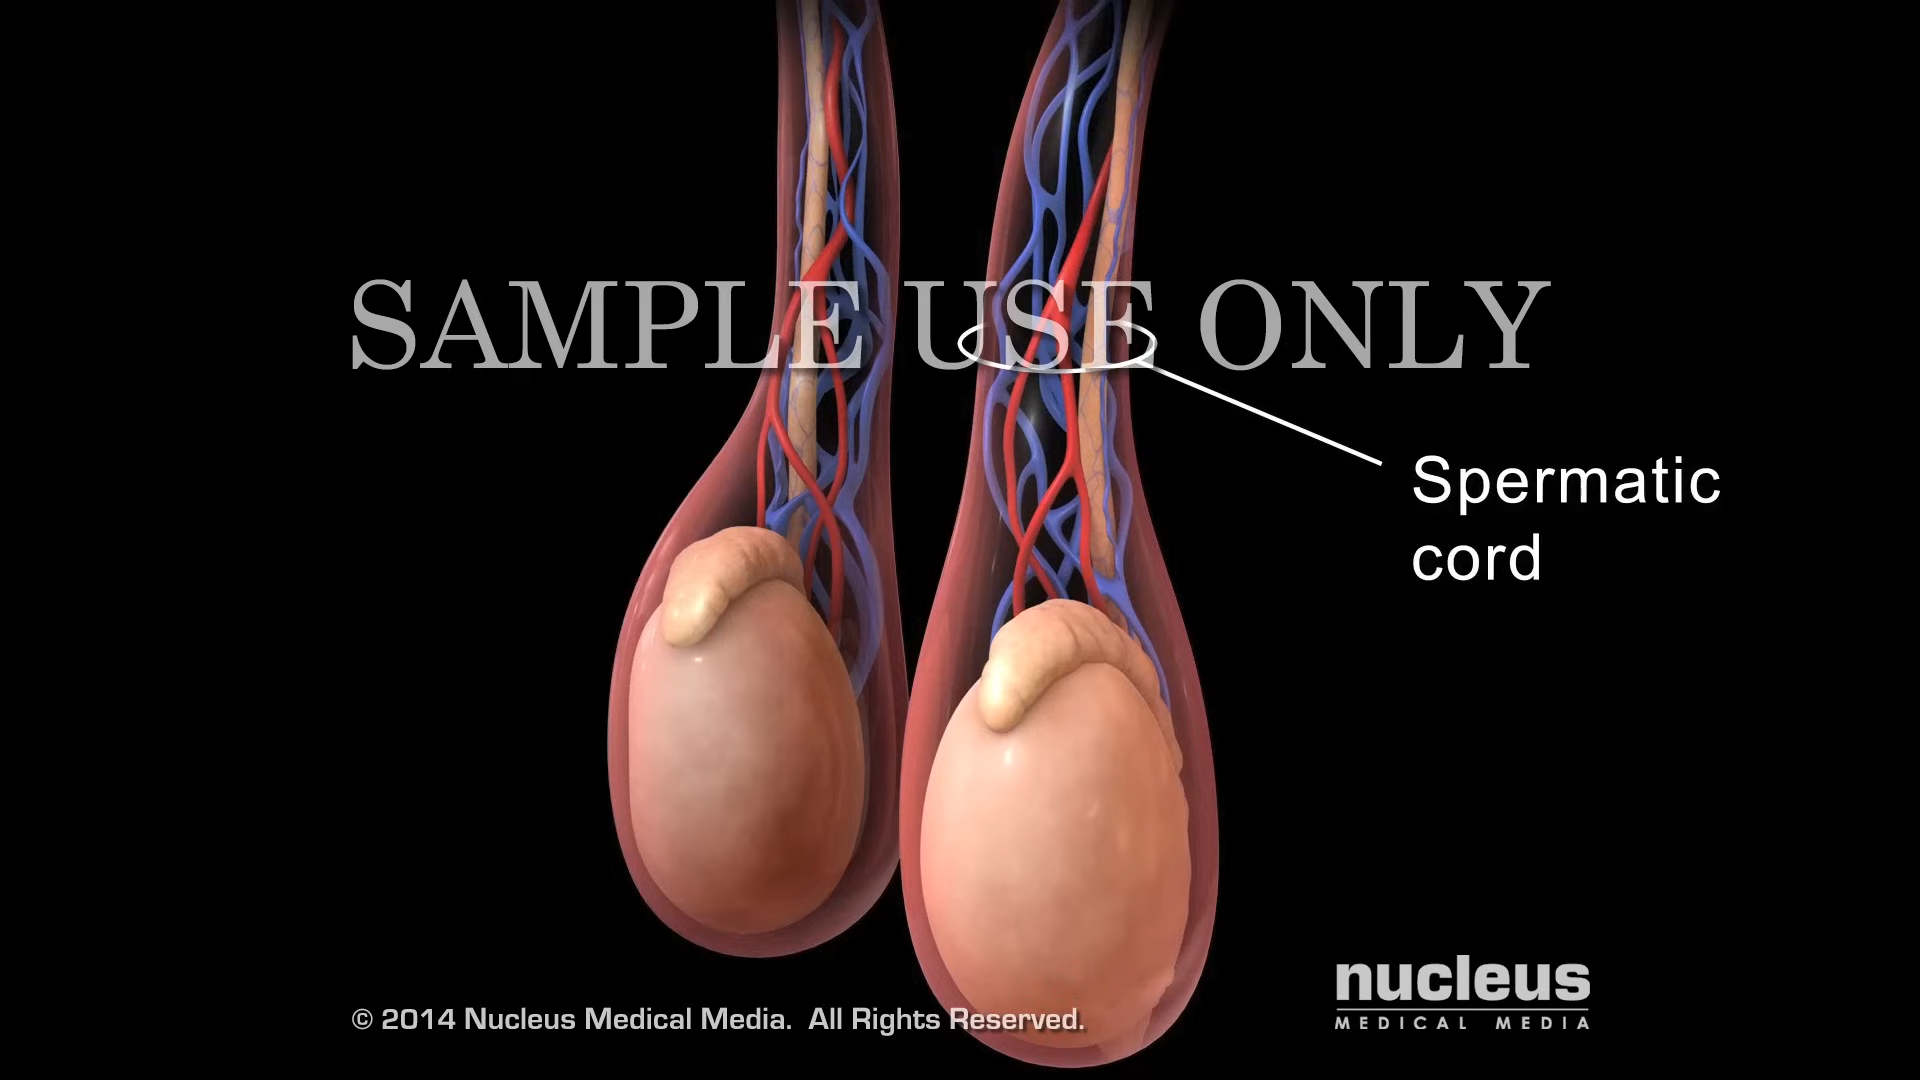 SAMPLE USE ONLY
Spermatic
cord
nucleus
MEDICAL MEDIA
© 2014 Nucleus Medical Media. All Rights Reserved.